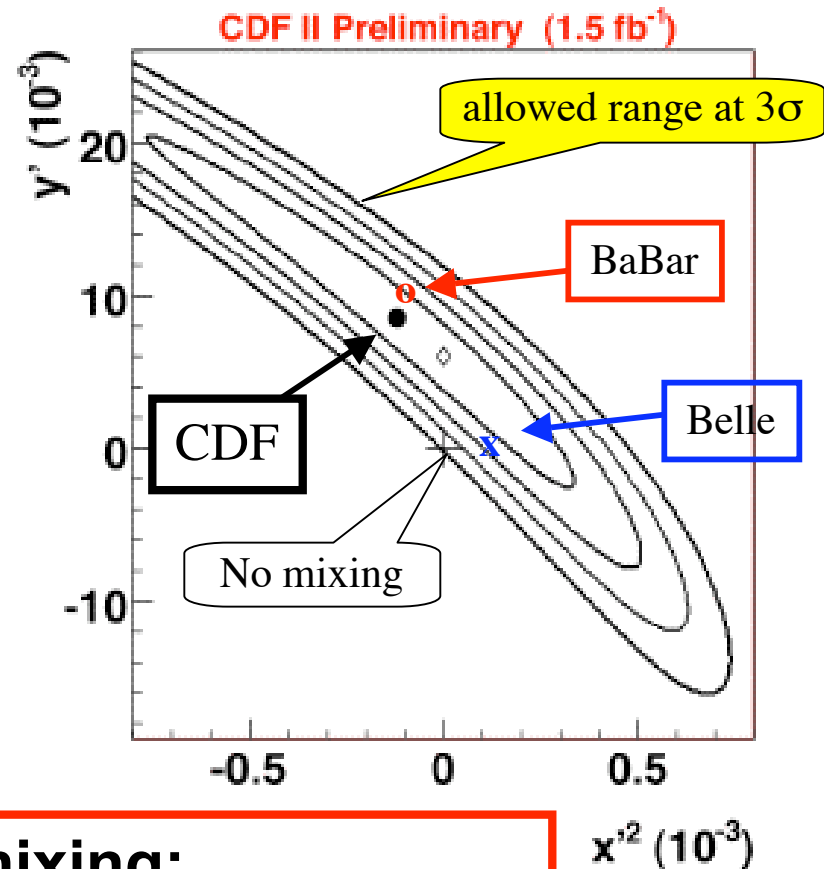 CDF II Preliminary (1.5 fb⁻¹)
y' (10⁻³)
allowed range at 3σ
20
BaBar
10
o
Belle
CDF
0
x
No mixing
-10
-0.5 0 0.5
x'² (10⁻³)
mixing: